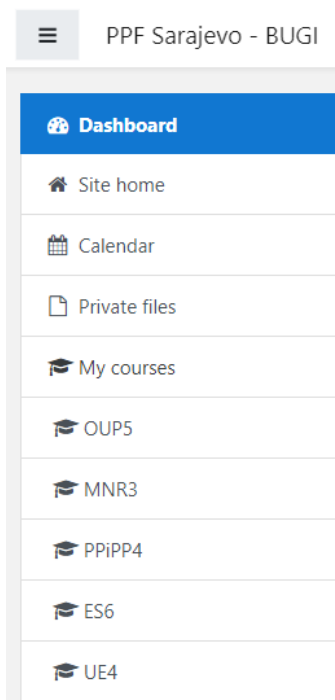 PPF Sarajevo - BUGI
Dashboard
Site home
Calendar
Private files
My courses
OUP5
MNR3
PPiPP4
ES6
UE4